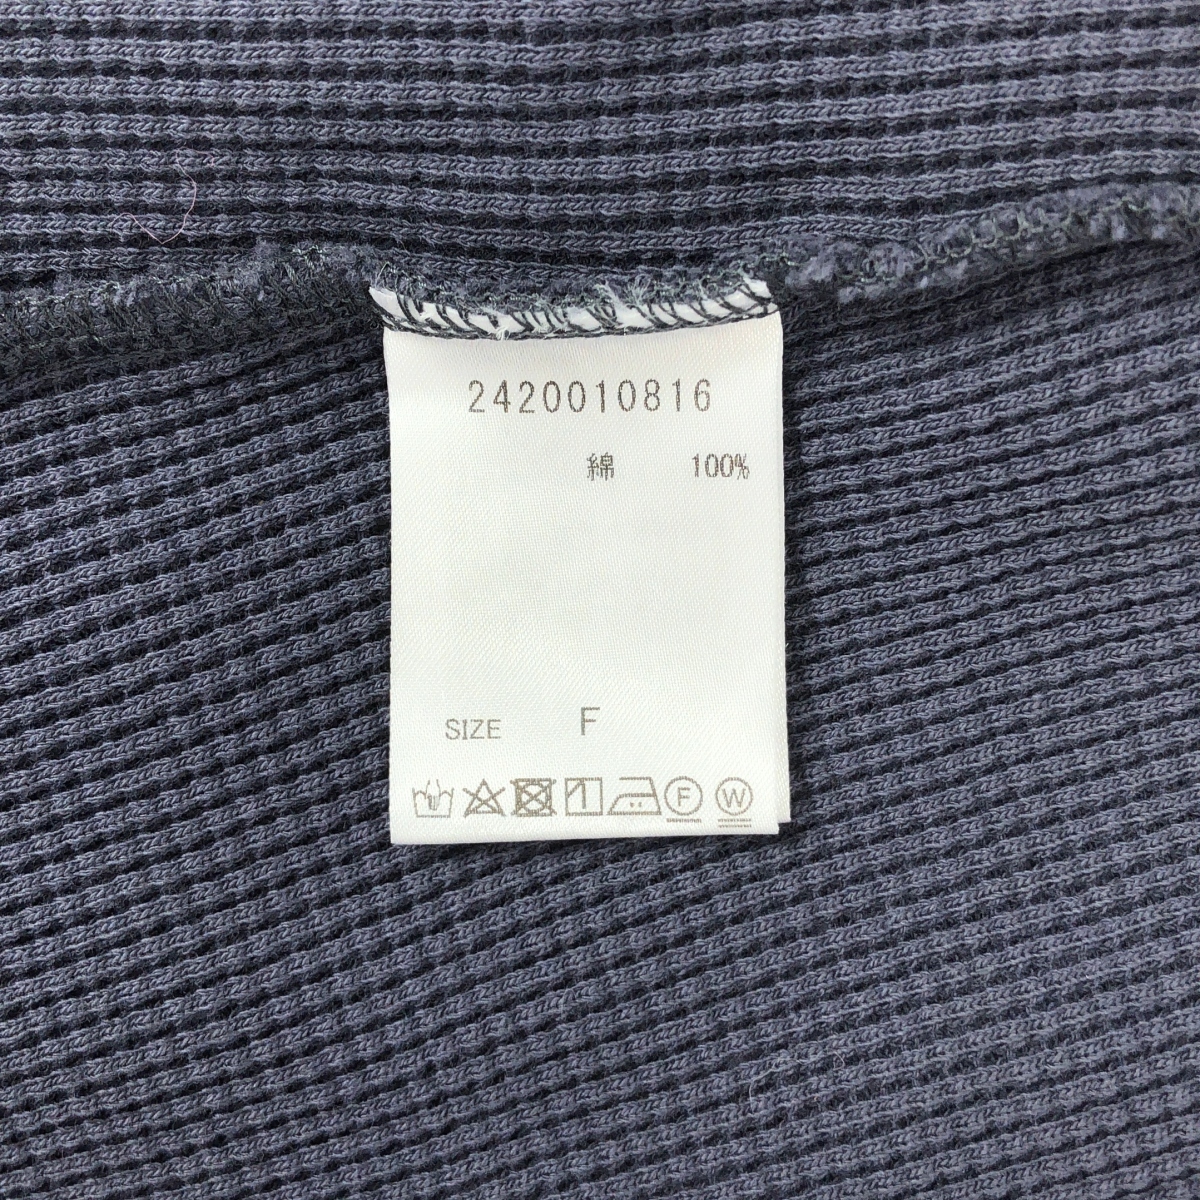 2420010816
綿 100%
SIZE F
F W